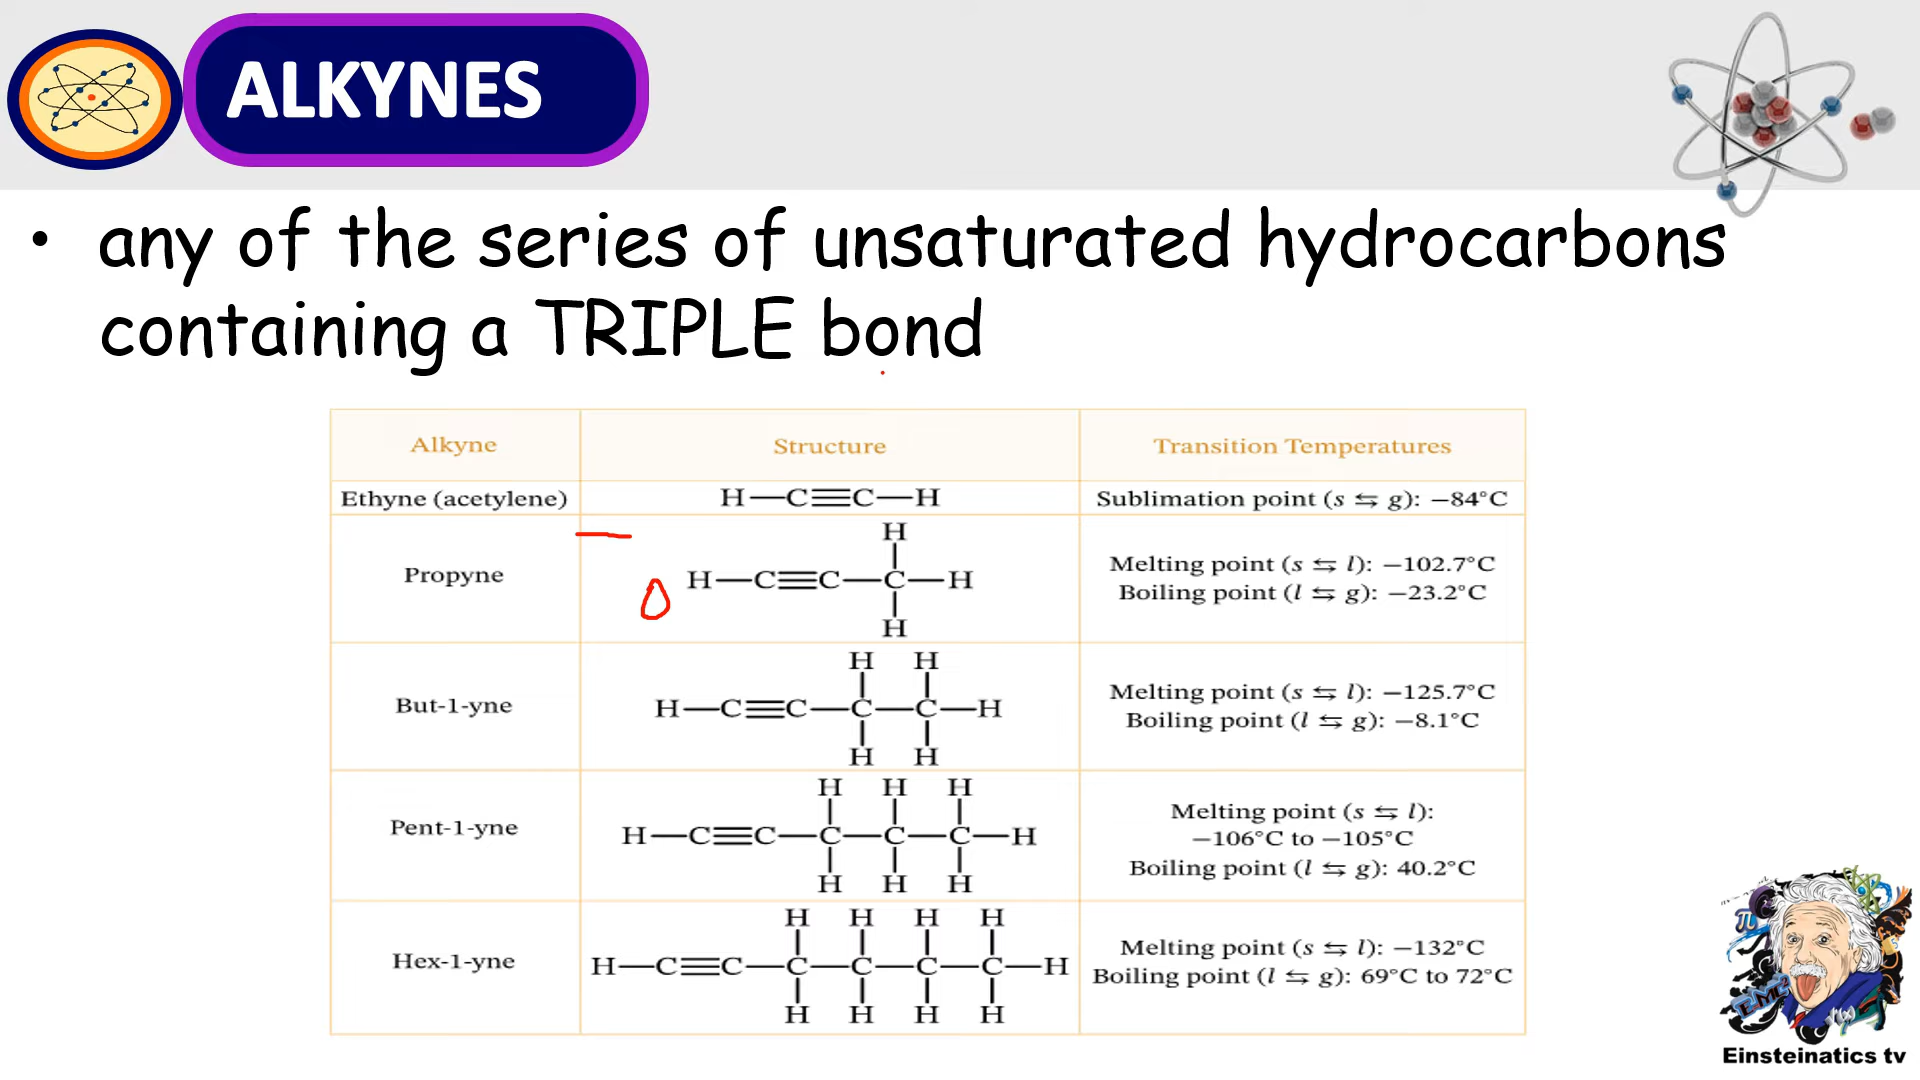 ALKYNES
• any of the series of unsaturated hydrocarbons
containing a TRIPLE bond
Alkyne Structure Transition Temperatures
Ethyne (acetylene) H—C≡C—H Sublimation point (s ⇆ g): −84°C
H
Propyne H—C≡C—C—H Melting point (s ⇆ l): −102.7°C
Boiling point (l ⇆ g): −23.2°C
H
H H
But-1-yne H—C≡C—C—C—H Melting point (s ⇆ l): −125.7°C
Boiling point (l ⇆ g): −8.1°C
H H
H H H
Pent-1-yne H—C≡C—C—C—C—H Melting point (s ⇆ l):
−106°C to −105°C
Boiling point (l ⇆ g): 40.2°C
H H H
H H H H
Hex-1-yne H—C≡C—C—C—C—C—H Melting point (s ⇆ l): −132°C
Boiling point (l ⇆ g): 69°C to 72°C
H H H H
π
E=MC²
Einsteinatics tv